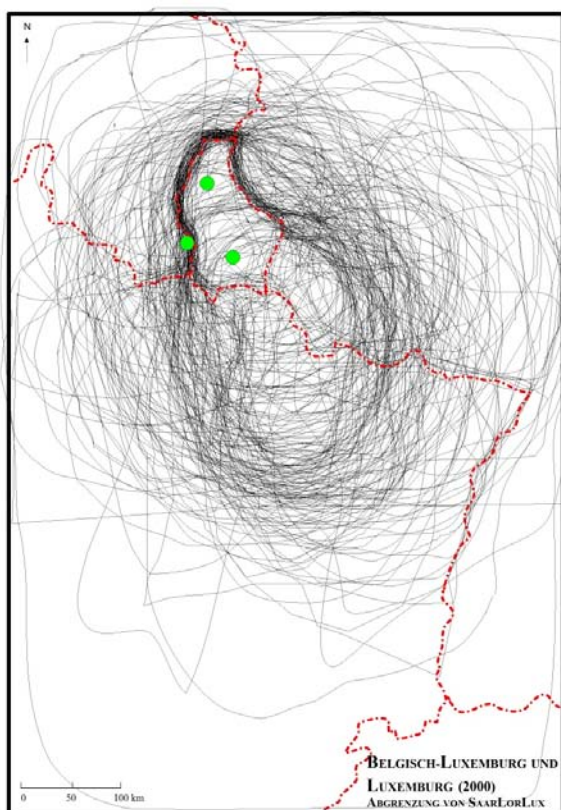 N
BELGISCH-LUXEMBURG UND
LUXEMBURG (2000)
ABGRENZUNG VON SAARLORLUX
0 50 100 km